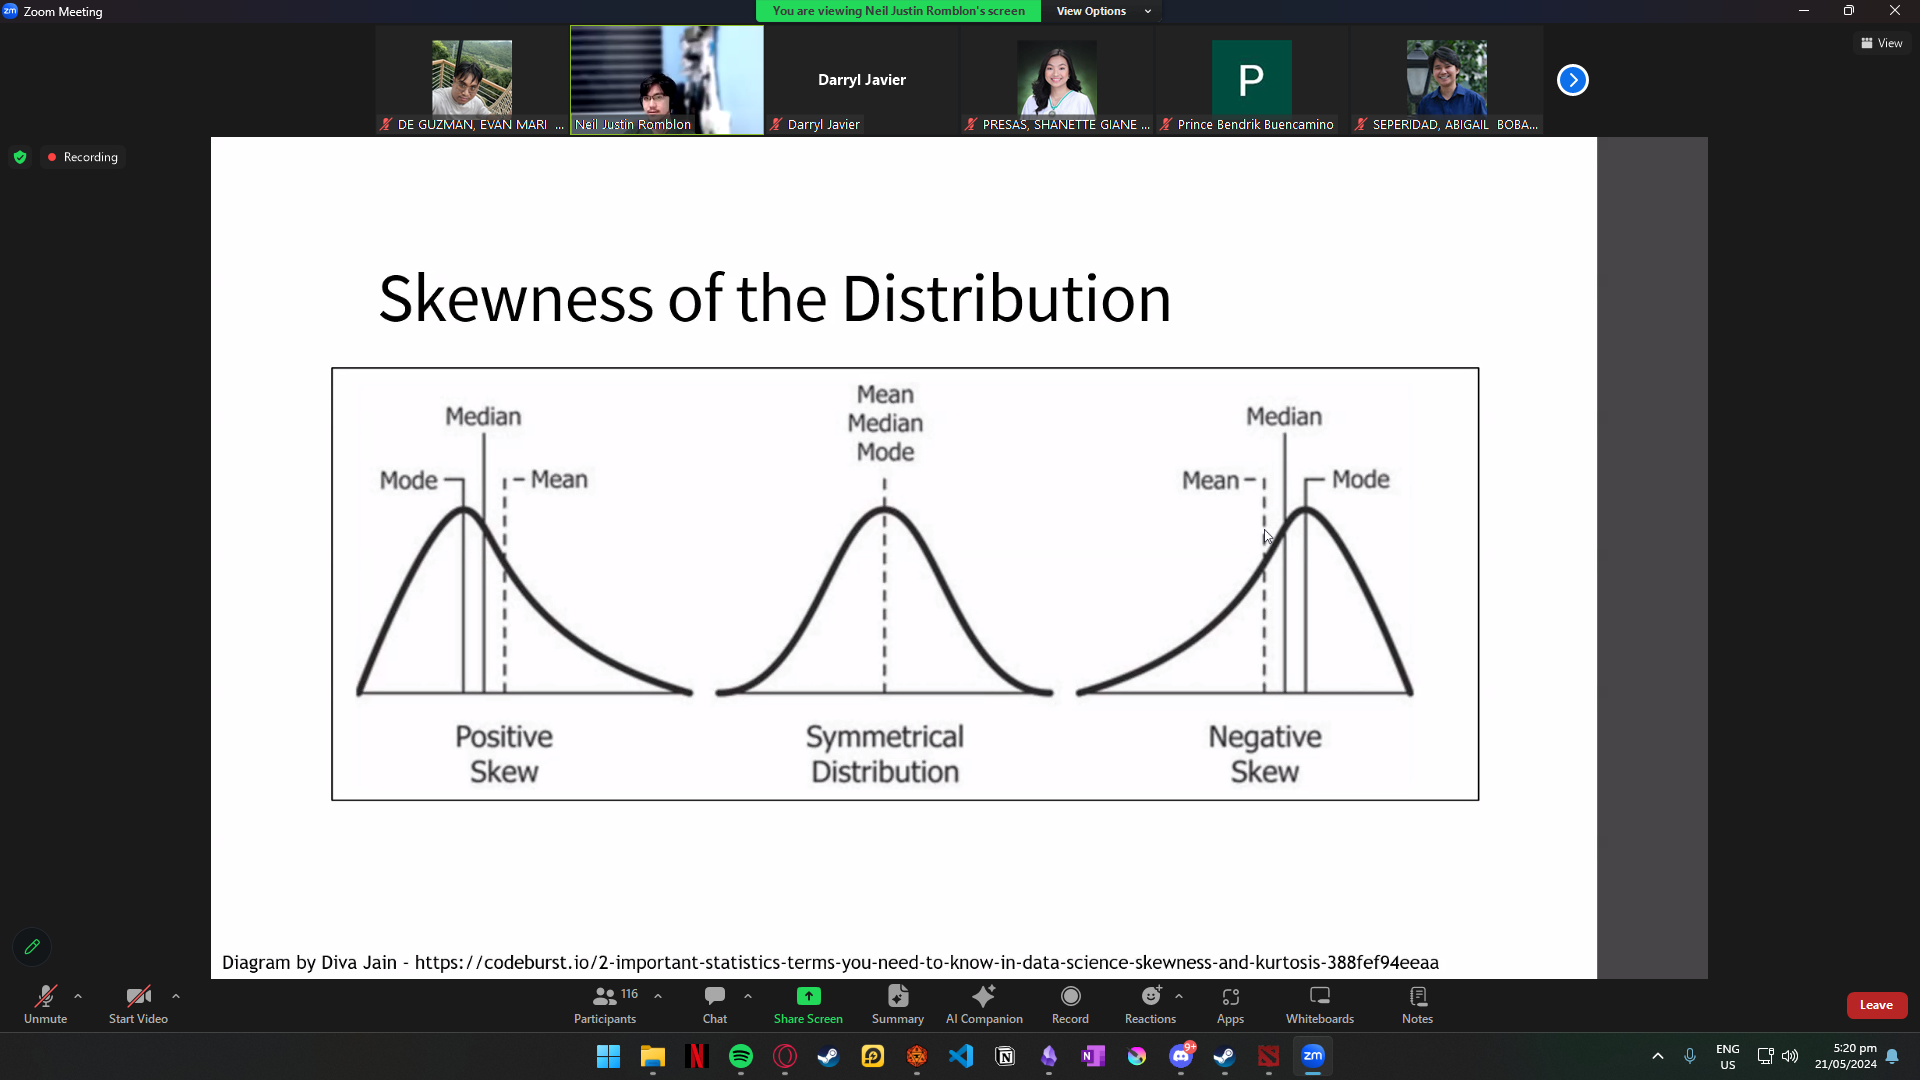 Zoom Meeting
You are viewing Neil Justin Romblon's screen
View Options
View
DE GUZMAN, EVAN MARI ...
Neil Justin Romblon
Darryl Javier
Darryl Javier
PRESAS, SHANETTE GIANE ...
P
Prince Bendrik Buencamino
SEPERIDAD, ABIGAIL BOBA...
Recording
Skewness of the Distribution
Median
Mode
Mean
Positive
Skew
Mean
Median
Mode
Symmetrical
Distribution
Median
Mean
Mode
Negative
Skew
Diagram by Diva Jain - https://codeburst.io/2-important-statistics-terms-you-need-to-know-in-data-science-skewness-and-kurtosis-388fef94eeaa
Unmute
Start Video
116
Participants
Chat
Share Screen
Summary
AI Companion
Record
Reactions
Apps
Whiteboards
Notes
Leave
N
9+
zm
ENG
US
5:20 pm
21/05/2024